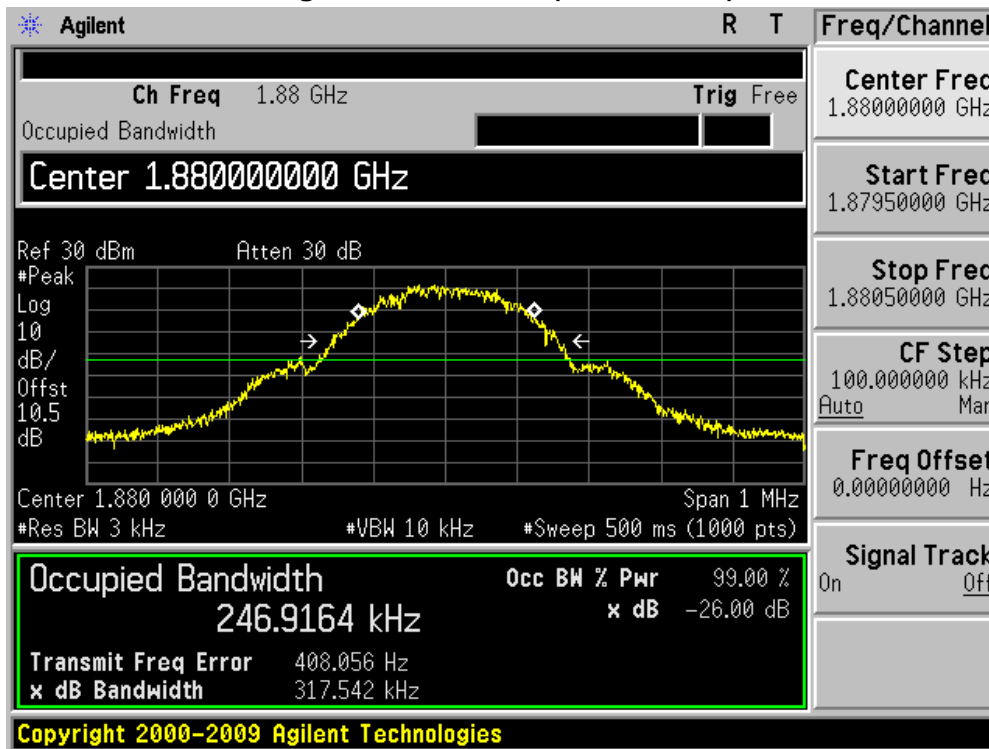 Agilent R T Freq/Channel
Ch Freq 1.88 GHz Trig Free
Occupied Bandwidth
Center 1.880000000 GHz
Ref 30 dBm Atten 30 dB
#Peak
Log
10
dB/
Offst
10.5
dB
Center 1.880 000 0 GHz Span 1 MHz
#Res BW 3 kHz #VBW 10 kHz #Sweep 500 ms (1000 pts)
Occupied Bandwidth Occ BW % Pwr 99.00 %
246.9164 kHz x dB -26.00 dB
Transmit Freq Error 408.056 Hz
x dB Bandwidth 317.542 kHz
Copyright 2000-2009 Agilent Technologies
Center Freq
1.88000000 GHz
Start Freq
1.87950000 GHz
Stop Freq
1.88050000 GHz
CF Step
100.000000 kHz
Auto Man
Freq Offset
0.00000000 Hz
Signal Track
On Off